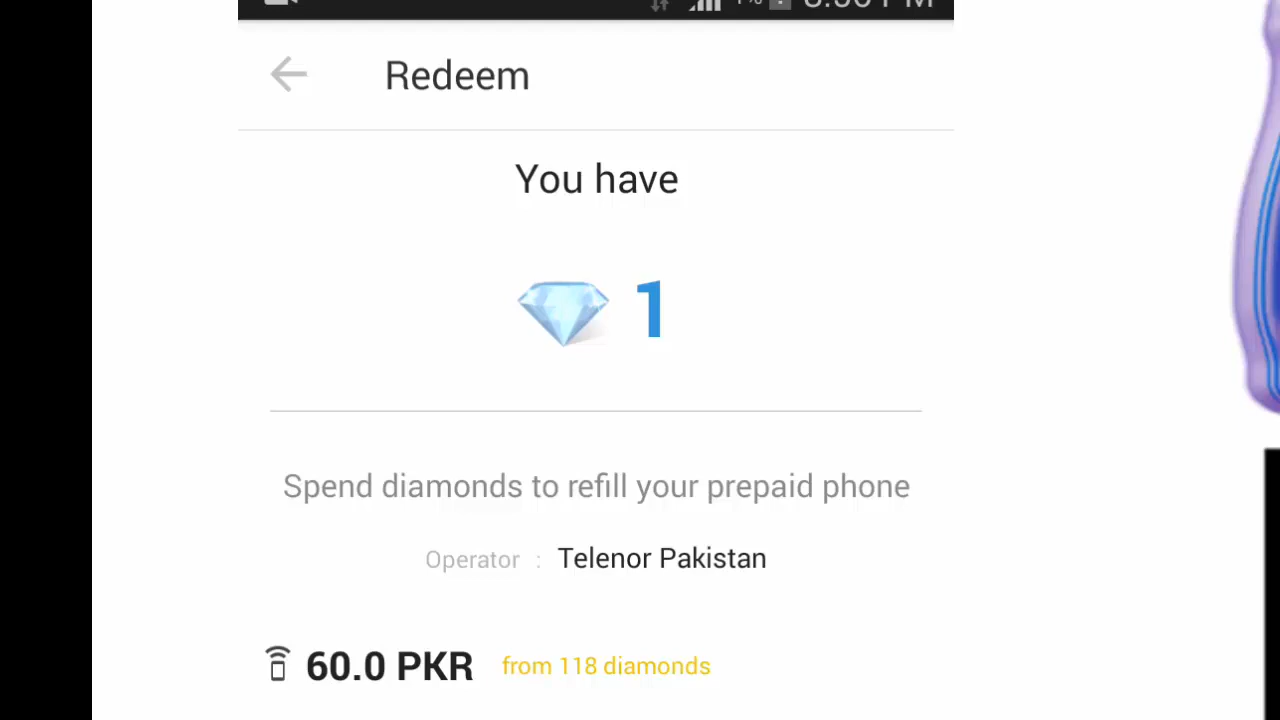 Redeem
You have
1
Spend diamonds to refill your prepaid phone
Operator : Telenor Pakistan
60.0 PKR from 118 diamonds